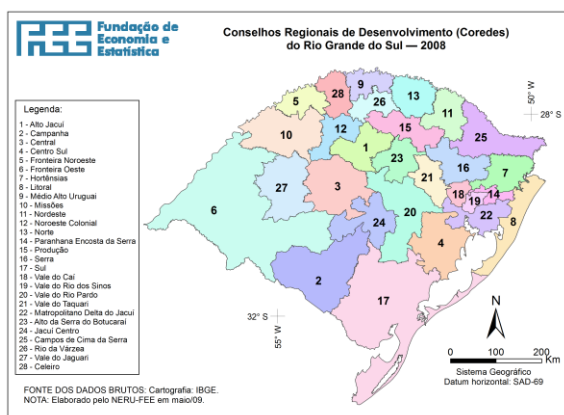 FEE
Fundação de
Economia e
Estatística
Conselhos Regionais de Desenvolvimento (Coredes)
do Rio Grande do Sul — 2008
Legenda:
1 - Alto Jacuí
2 - Campanha
3 - Central
4 - Centro Sul
5 - Fronteira Noroeste
6 - Fronteira Oeste
7 - Hortênsias
8 - Litoral
9 - Médio Alto Uruguai
10 - Missões
11 - Nordeste
12 - Noroeste Colonial
13 - Norte
14 - Paranhana Encosta da Serra
15 - Produção
16 - Serra
17 - Sul
18 - Vale do Caí
19 - Vale do Rio dos Sinos
20 - Vale do Rio Pardo
21 - Vale do Taquari
22 - Metropolitano Delta do Jacuí
23 - Alto da Serra do Botucaraí
24 - Jacuí Centro
25 - Campos de Cima da Serra
26 - Rio da Várzea
27 - Vale do Jaguari
28 - Celeiro
9
28
26
13
5
11
50° W
28° S
10
12
15
25
1
23
16
7
27
3
21
18
14
19
6
20
22
24
8
4
2
17
32° S
55° W
N
0 100 200 Km
Sistema Geográfico
Datum horizontal: SAD-69
FONTE DOS DADOS BRUTOS: Cartografia: IBGE.
NOTA: Elaborado pelo NERU-FEE em maio/09.